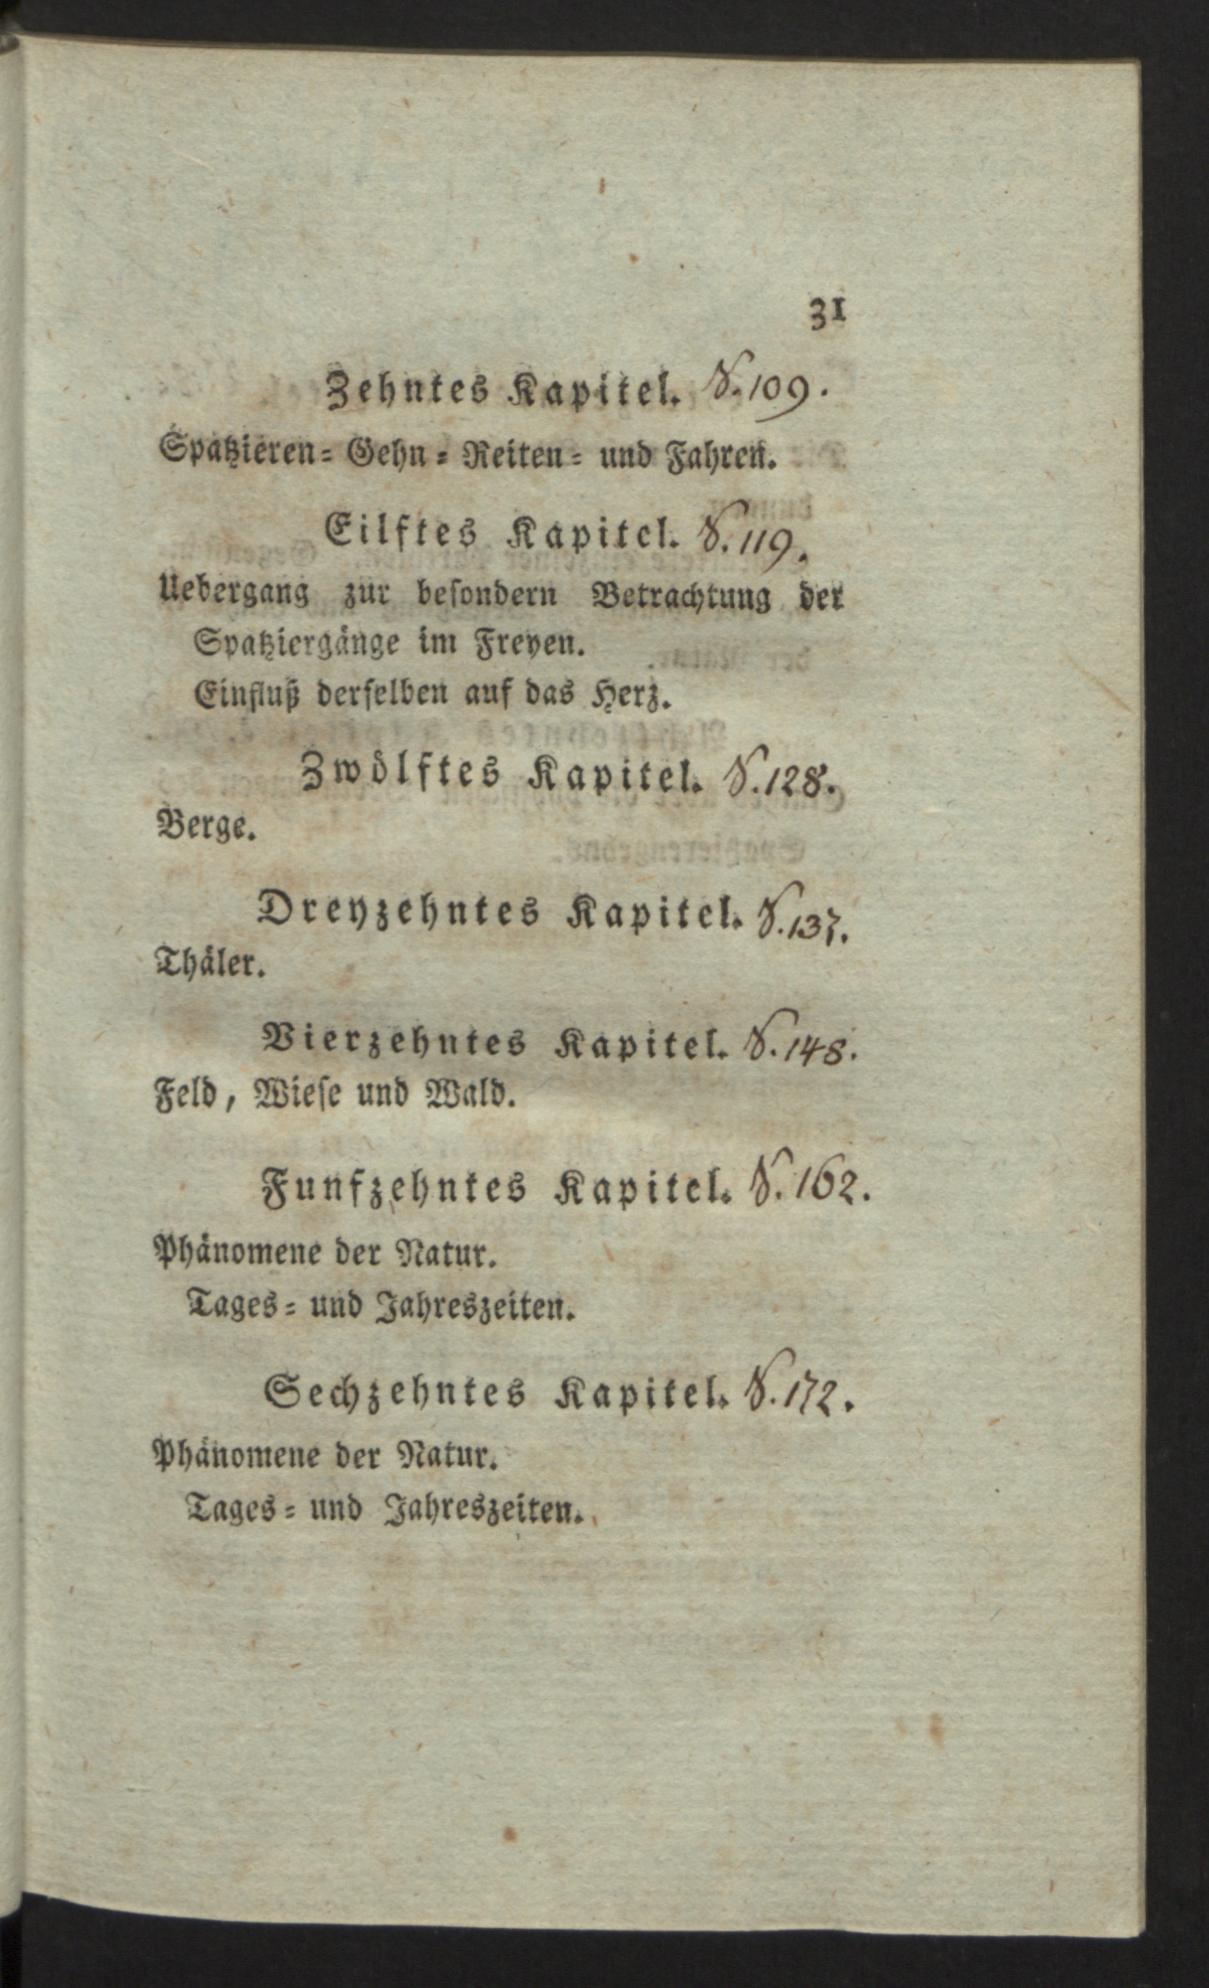 31
Zehntes Kapitel. S. 109.
Spatzieren= Gehn= Reiten= und Fahren.
Eilftes Kapitel. S. 119.
Uebergang zur besondern Betrachtung der
Spatziergänge im Freyen.
Einfluß derselben auf das Herz.
Zwölftes Kapitel. S. 128.
Berge.
Dreyzehntes Kapitel. S. 137.
Thäler.
Vierzehntes Kapitel. S. 148.
Feld, Wiese und Wald.
Funfzehntes Kapitel. S. 162.
Phänomene der Natur.
Tages= und Jahreszeiten.
Sechzehntes Kapitel. S. 172.
Phänomene der Natur.
Tages= und Jahreszeiten.